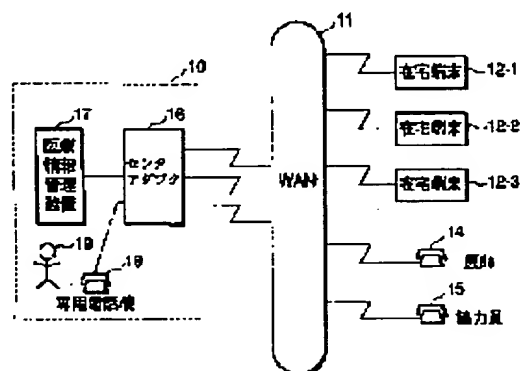 11
10
17
16
医療
情報
管理
装置
センタ
アダプタ
WAN
在宅端末
12-1
在宅端末
12-2
在宅端末
12-3
14
医師
15
協力員
19
専用電話機